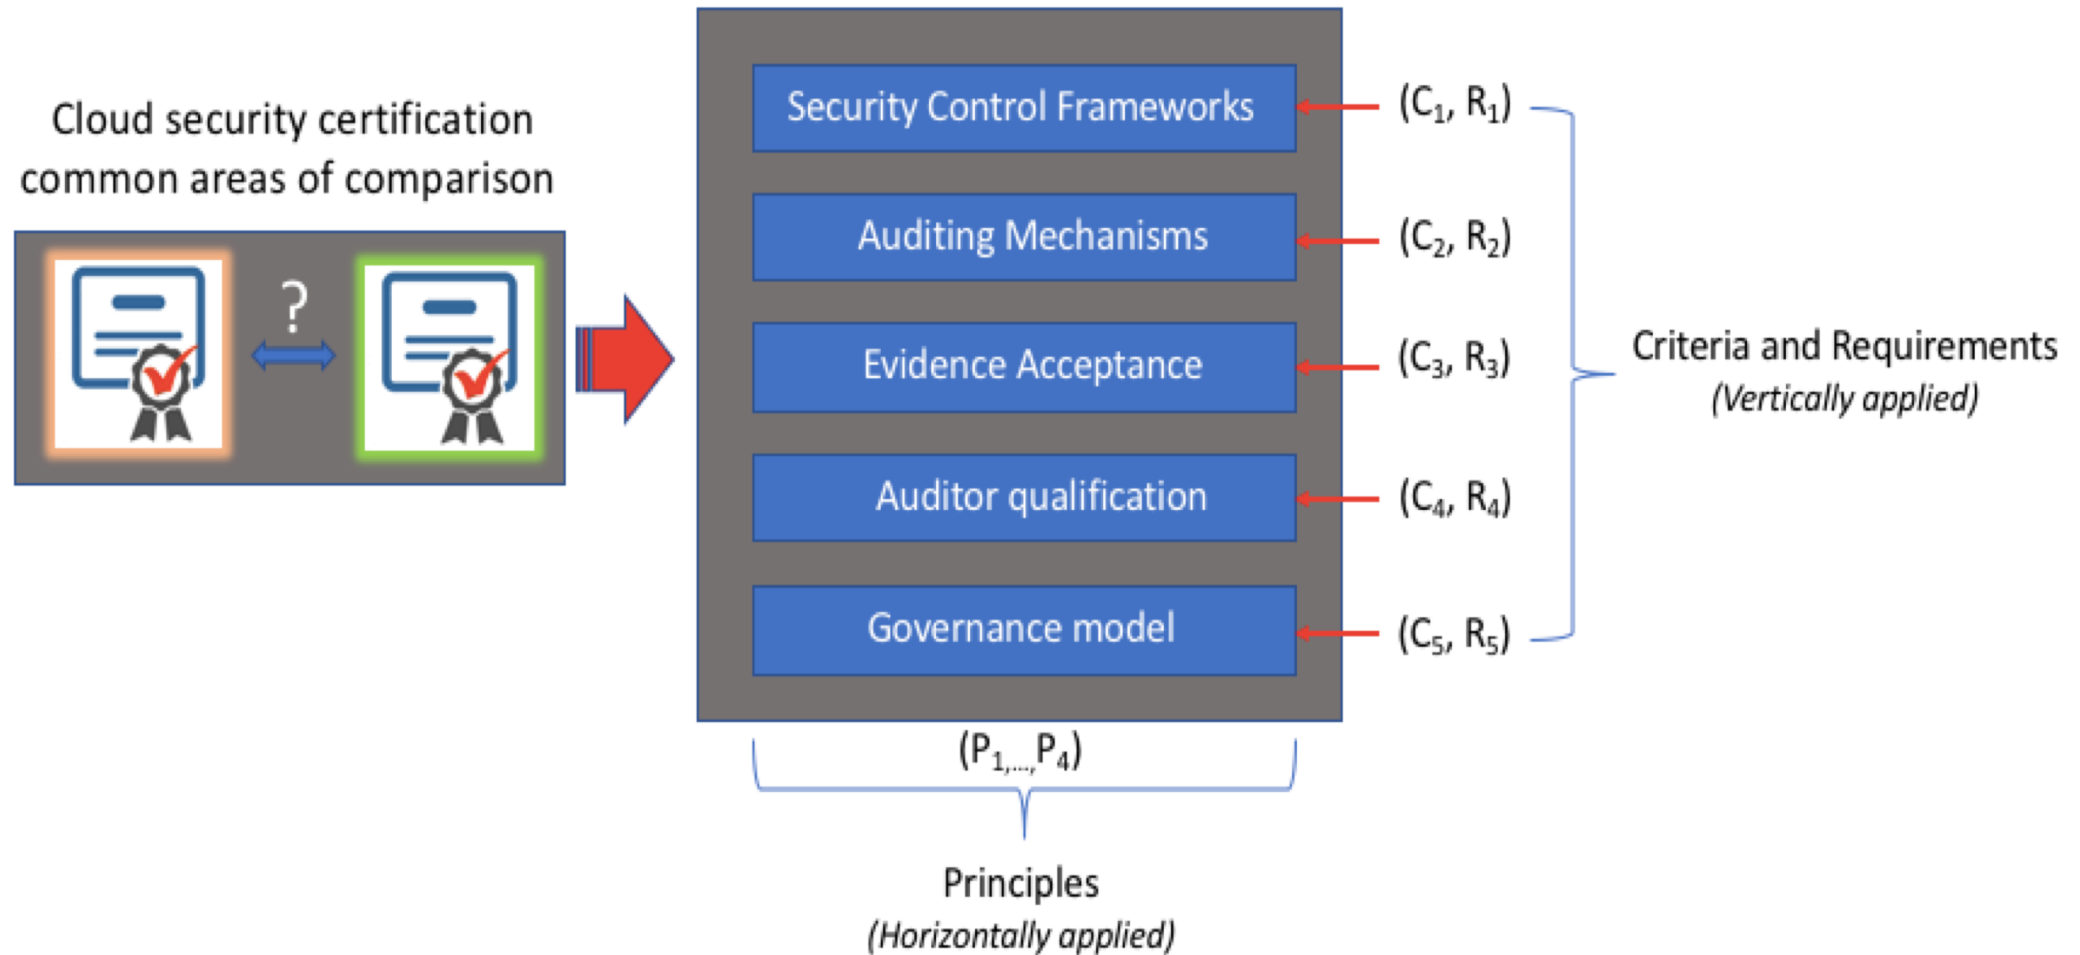 Cloud security certification
common areas of comparison
?
Security Control Frameworks
(C1, R1)
Auditing Mechanisms
(C2, R2)
Evidence Acceptance
(C3, R3)
Auditor qualification
(C4, R4)
Governance model
(C5, R5)
Criteria and Requirements
(Vertically applied)
(P1,...,P4)
Principles
(Horizontally applied)